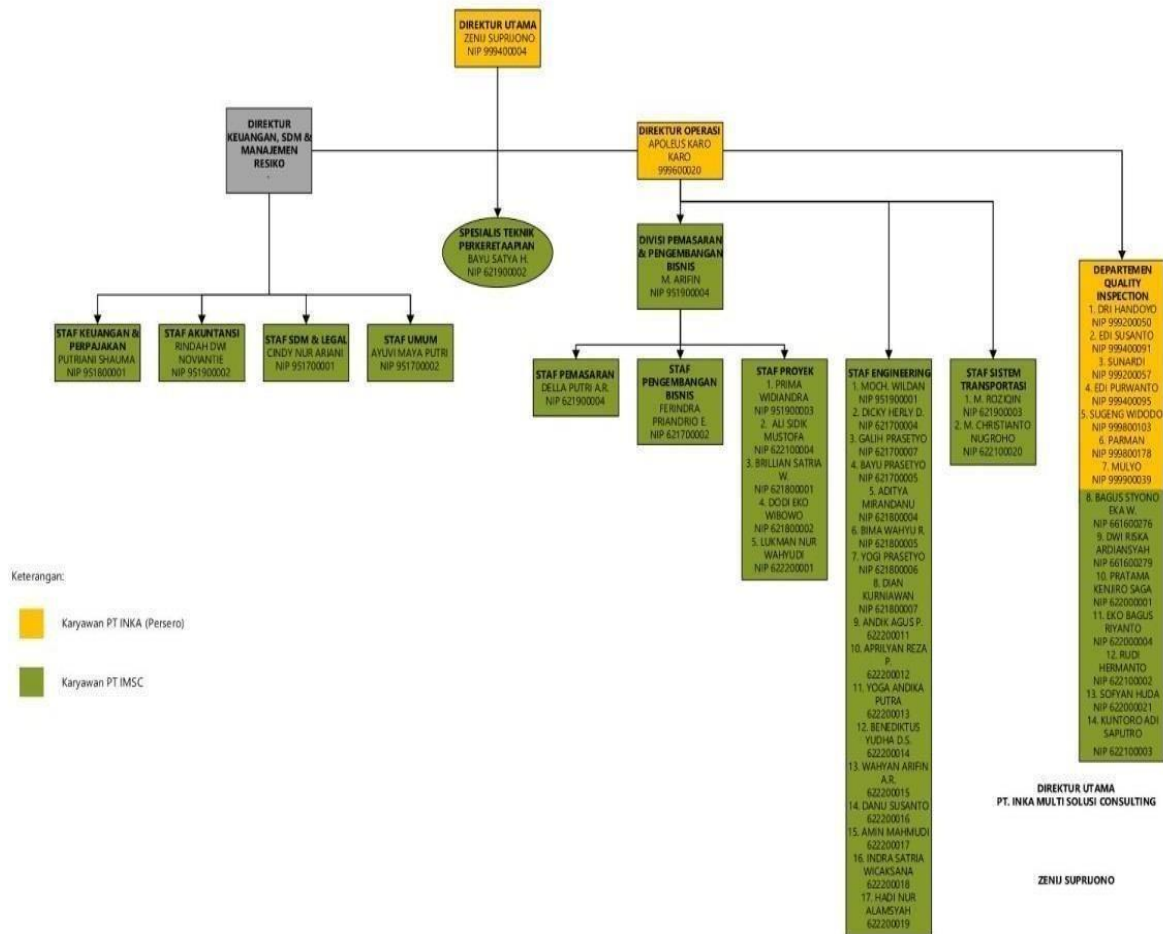 DIREKTUR UTAMA
ZENIJ SUPRIJONO
NIP 999400004
DIREKTUR
KEUANGAN, SDM &
MANAJEMEN
RESIKO
-
DIREKTUR OPERASI
APOLEUS KARO
KARO
999600020
SPESIALIS TEKNIK
PERKERETAAPIAN
BAYU SATYA H.
NIP 621900002
DIVISI PEMASARAN
& PENGEMBANGAN
BISNIS
M. ARIFIN
NIP 951900004
STAF KEUANGAN &
PERPAJAKAN
PUTRIANI SHAUMA
NIP 951800001
STAF AKUNTANSI
RINDAH DWI
NOVIANTIE
NIP 951900002
STAF SDM & LEGAL
CINDY NUR ARIANI
NIP 951700001
STAF UMUM
AYUVI MAYA PUTRI
NIP 951700002
STAF PEMASARAN
DELLA PUTRI A.R.
NIP 621900004
STAF
PENGEMBANGAN
BISNIS
FERINDRA
PRIANDRIO E.
NIP 621700002
STAF PROYEK
1. PRIMA
WIDIANDRA
NIP 951900003
2. ALI SIDIK
MUSTOFA
NIP 622100004
3. BRILLIAN SATRIA
W.
NIP 621800001
4. DODI EKO
WIBOWO
NIP 621800002
5. LUKMAN NUR
WAHYUDI
NIP 622200001
STAF ENGINEERING
1. MOCH. WILDAN
NIP 951900001
2. DICKY HERLY D.
NIP 621700004
3. GALIH PRASETYO
NIP 621700007
4. BAYU PRASETYO
NIP 621700005
5. ADITYA
MIRANDANU
NIP 621800004
6. BIMA WAHYU R.
NIP 621800005
7. YOGI PRASETYO
NIP 621800006
8. DIAN
KURNIAWAN
NIP 621800007
9. ANDIK AGUS P.
622200011
10. APRILYAN REZA
P.
622200012
11. YOGA ANDIKA
PUTRA
622200013
12. BENEDIKTUS
YUDHA D.S.
622200014
13. WAHYAN ARIFIN
A.R.
622200015
14. DANU SUSANTO
622200016
15. AMIN MAHMUDI
622200017
16. INDRA SATRIA
WICAKSANA
622200018
17. HADI NUR
ALAMSYAH
622200019
STAF SISTEM
TRANSPORTASI
1. M. ROZIQIN
NIP 621900003
2. M. CHRISTIANTO
NUGROHO
NIP 622100020
DEPARTEMEN
QUALITY
INSPECTION
1. DRI HANDOYO
NIP 999200050
2. EDI SUSANTO
NIP 999400091
3. SUNARDI
NIP 999200057
4. EDI PURWANTO
NIP 999400095
5. SUGENG WIDODO
NIP 999800103
6. PARMAN
NIP 999800178
7. MULYO
NIP 999900039
8. BAGUS STYONO
EKA W.
NIP 661600276
9. DWI RISKA
ARDIANSYAH
NIP 661600279
10. PRATAMA
KENJIRO SAGA
NIP 622000001
11. EKO BAGUS
RIYANTO
NIP 622000004
12. RUDI
HERMANTO
NIP 622100002
13. SOFYAN HUDA
NIP 622000021
14. KUNTORO ADI
SAPUTRO
NIP 622100003
Keterangan:
Karyawan PT INKA (Persero)
Karyawan PT IMSC
DIREKTUR UTAMA
PT. INKA MULTI SOLUSI CONSULTING
ZENIJ SUPRIJONO